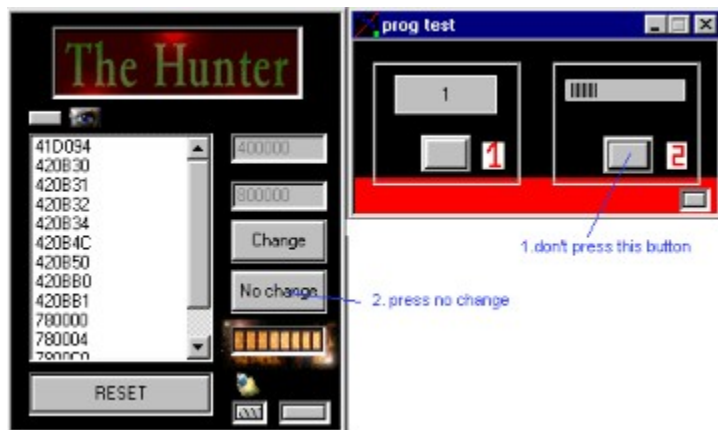 The Hunter
41D094
420B30
420B31
420B32
420B34
420B4C
420B50
420BB0
420BB1
780000
780004
7800C0
400000
800000
Change
No change
RESET
prog test
1
1
2
1.don't press this button
2. press no change